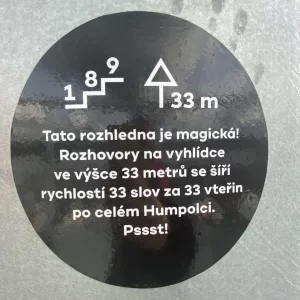 189
33 m
Tato rozhledna je magická!
Rozhovory na vyhlídce
ve výšce 33 metrů se šíří
rychlostí 33 slov za 33 vteřin
po celém Humpolci.
Pssst!